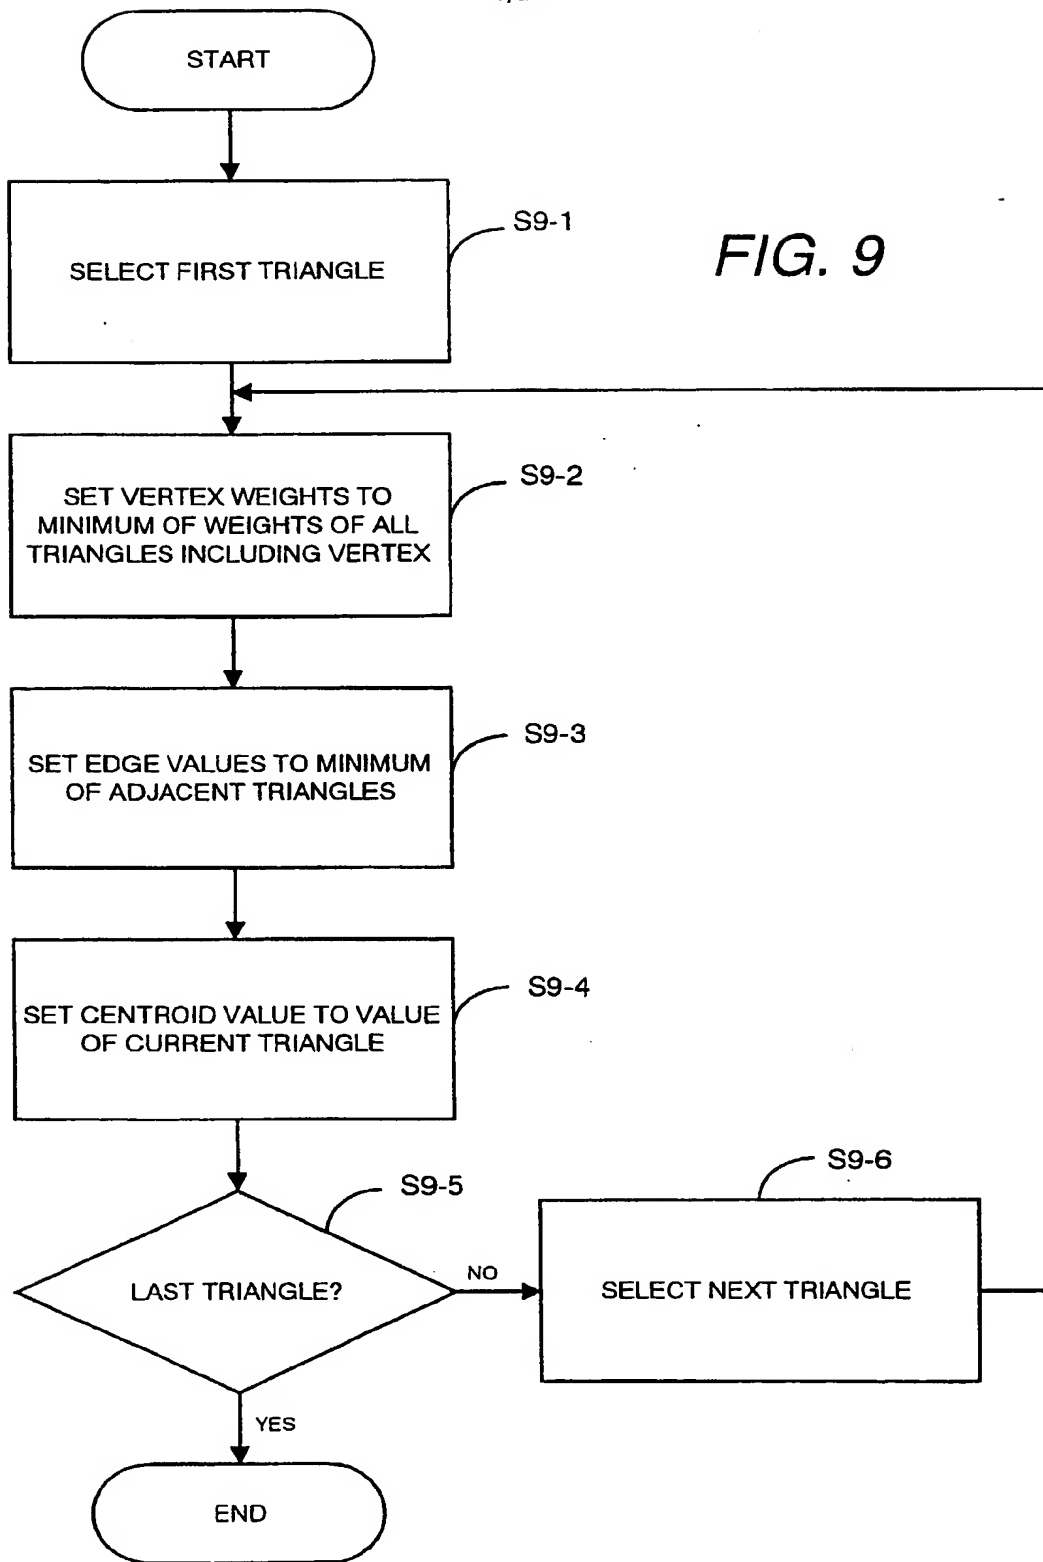 START
SELECT FIRST TRIANGLE
S9-1
FIG. 9
SET VERTEX WEIGHTS TO
MINIMUM OF WEIGHTS OF ALL
TRIANGLES INCLUDING VERTEX
S9-2
SET EDGE VALUES TO MINIMUM
OF ADJACENT TRIANGLES
S9-3
SET CENTROID VALUE TO VALUE
OF CURRENT TRIANGLE
S9-4
LAST TRIANGLE?
S9-5
NO
SELECT NEXT TRIANGLE
S9-6
YES
END